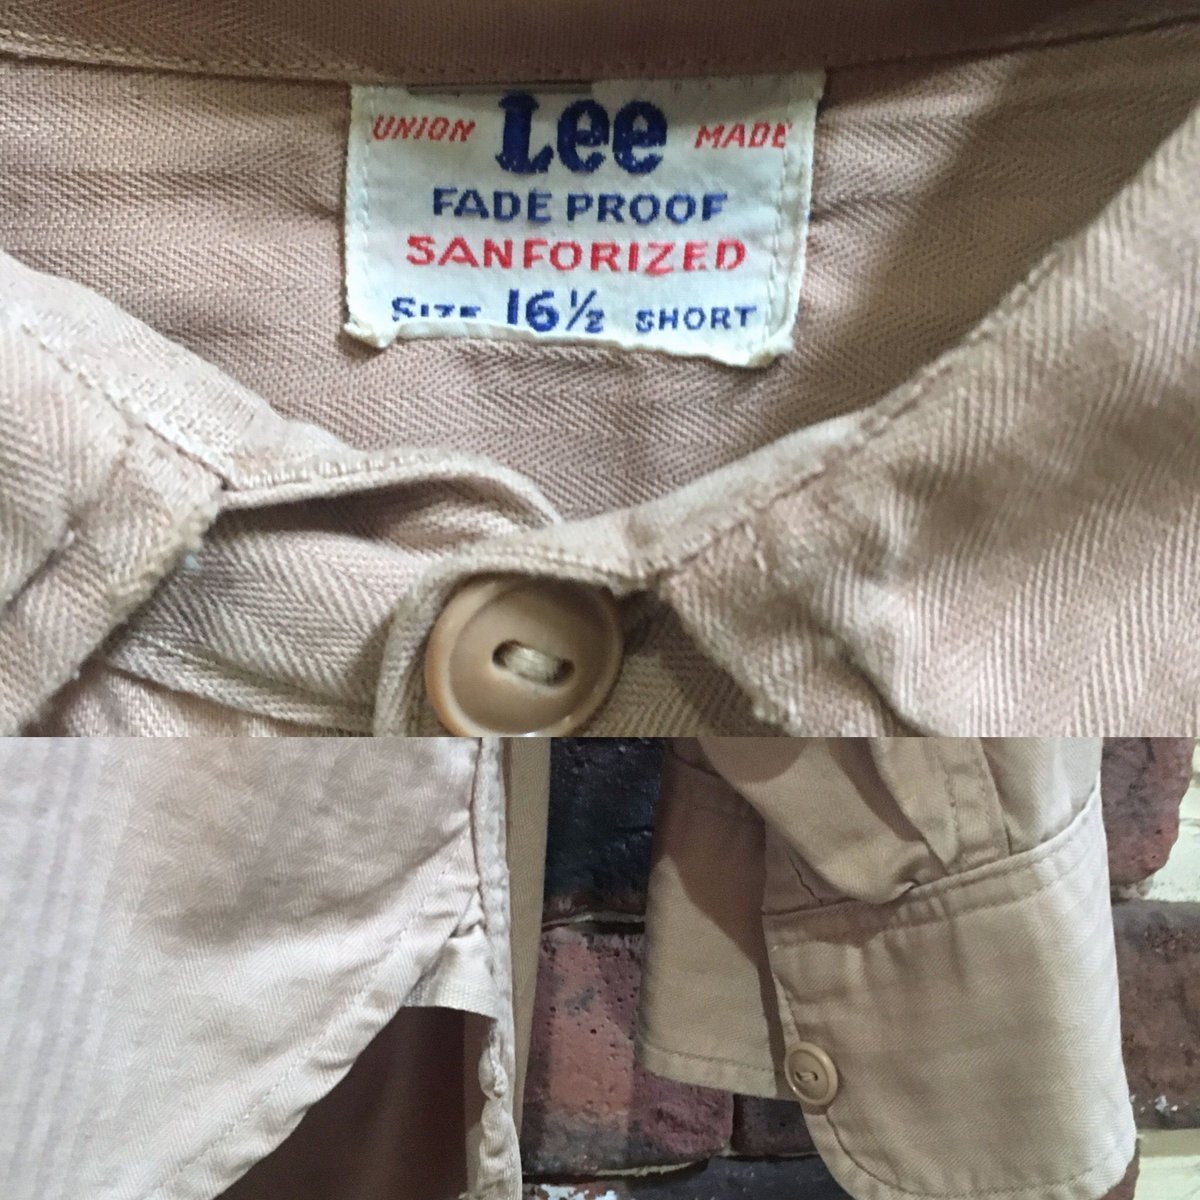 UNION Lee MADE
FADE PROOF
SANFORIZED
SIZE 16½ SHORT